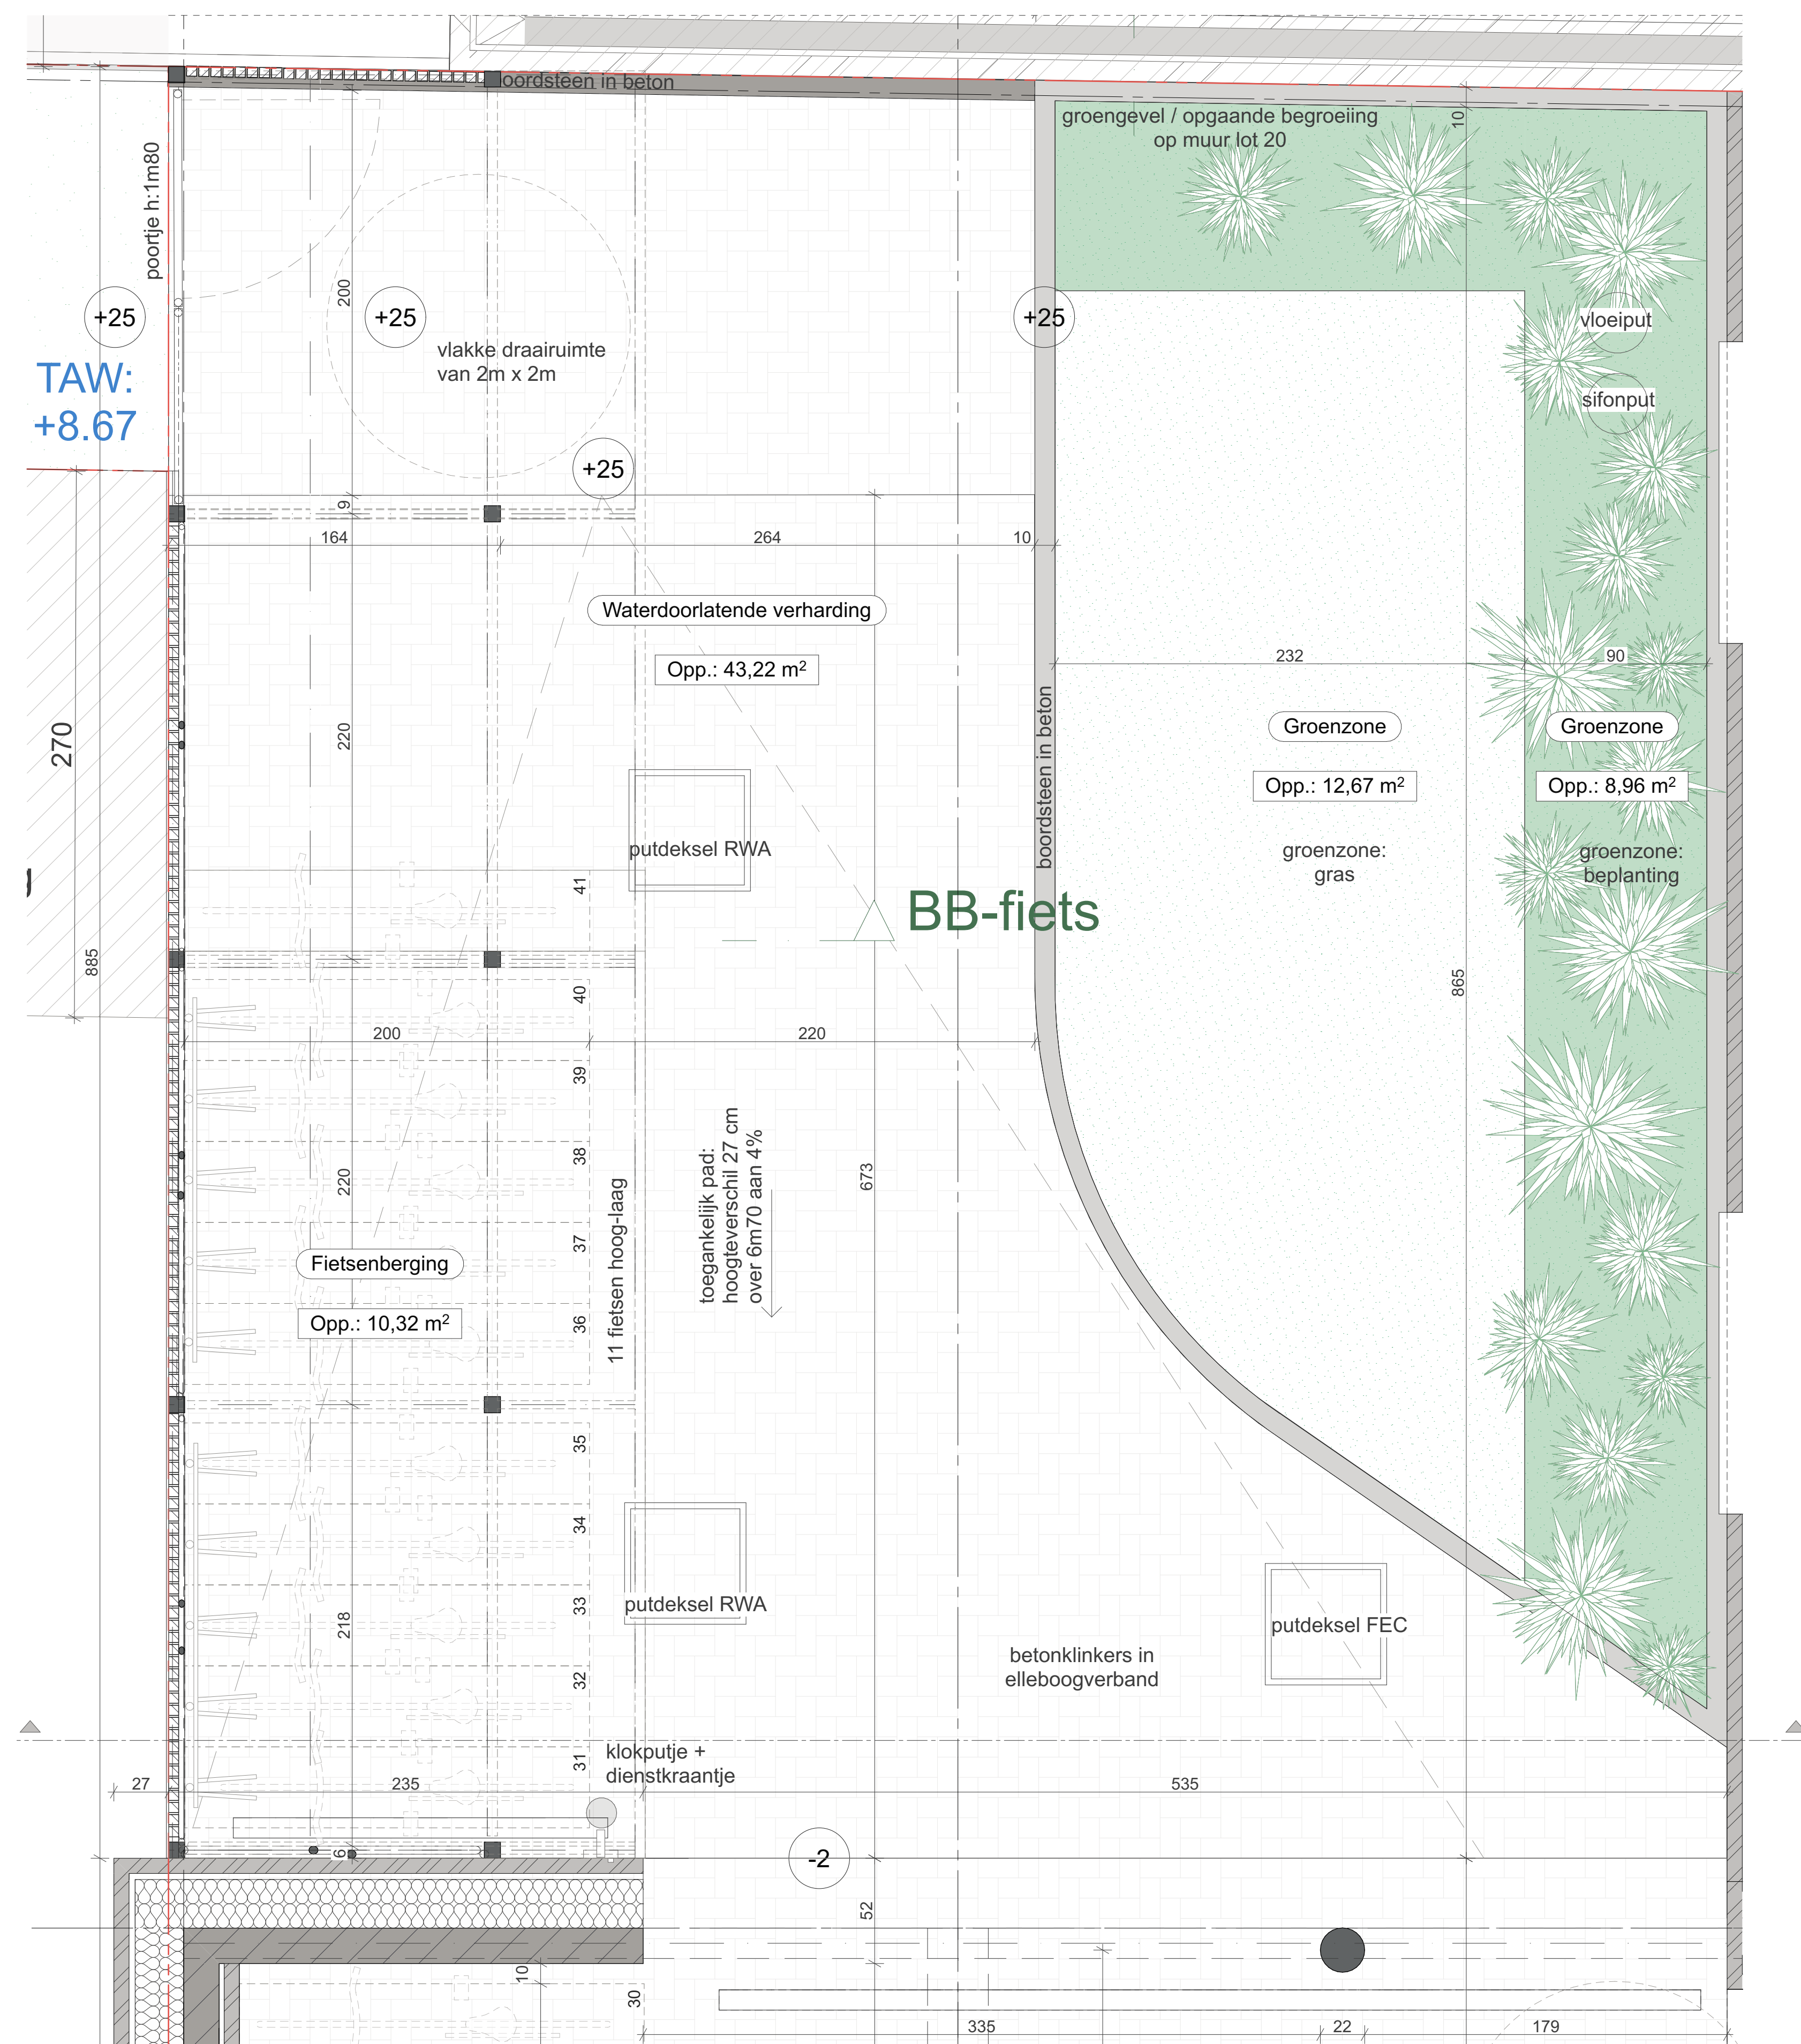 boordsteen in beton
groengevel / opgaande begroeiing
op muur lot 20
10
poortje h:1m80
200
+25
+25
+25
vloeiput
vlakke draairuimte
van 2m x 2m
TAW:
+8.67
sifonput
+25
9
164
264
10
Waterdoorlatende verharding
Opp.: 43,22 m²
232
90
270
220
boordsteen in beton
Groenzone
Groenzone
Opp.: 12,67 m²
Opp.: 8,96 m²
putdeksel RWA
groenzone:
gras
groenzone:
beplanting
41
BB-fiets
885
865
40
200
220
39
38
220
673
toegankelijk pad:
hoogteverschil 27 cm
over 6m70 aan 4%
37
Fietsenberging
Opp.: 10,32 m²
11 fietsen hoog-laag
36
35
34
33
putdeksel RWA
218
putdeksel FEC
betonklinkers in
elleboogverband
32
31
klokputje +
dienstkraantje
27
235
535
6
-2
52
10
30
335
22
179